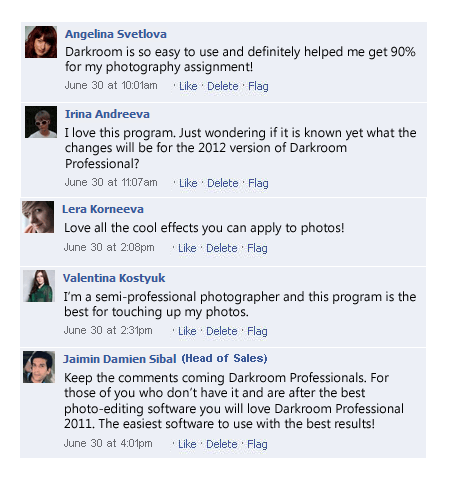 Angelina Svetlova
Darkroom is so easy to use and definitely helped me get 90%
for my photography assignment!
June 30 at 10:01am · Like · Delete · Flag
Irina Andreeva
I love this program. Just wondering if it is known yet what the
changes will be for the 2012 version of Darkroom
Professional?
June 30 at 11:07am · Like · Delete · Flag
Lera Korneeva
Love all the cool effects you can apply to photos!
June 30 at 2:08pm · Like · Delete · Flag
Valentina Kostyuk
I'm a semi-professional photographer and this program is the
best for touching up my photos.
June 30 at 2:31pm · Like · Delete · Flag
Jaimin Damien Sibal (Head of Sales)
Keep the comments coming Darkroom Professionals. For
those of you who don't have it and are after the best
photo-editing software you will love Darkroom Professional
2011. The easiest software to use with the best results!
June 30 at 4:01pm · Like · Delete · Flag